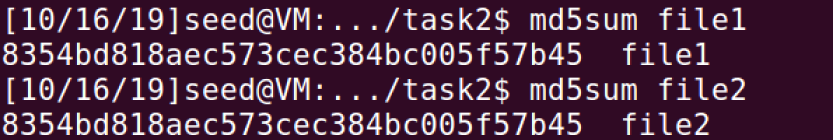 [10/16/19]seed@VM:.../task2$ md5sum file1
8354bd818aec573cec384bc005f57b45  file1
[10/16/19]seed@VM:.../task2$ md5sum file2
8354bd818aec573cec384bc005f57b45  file2